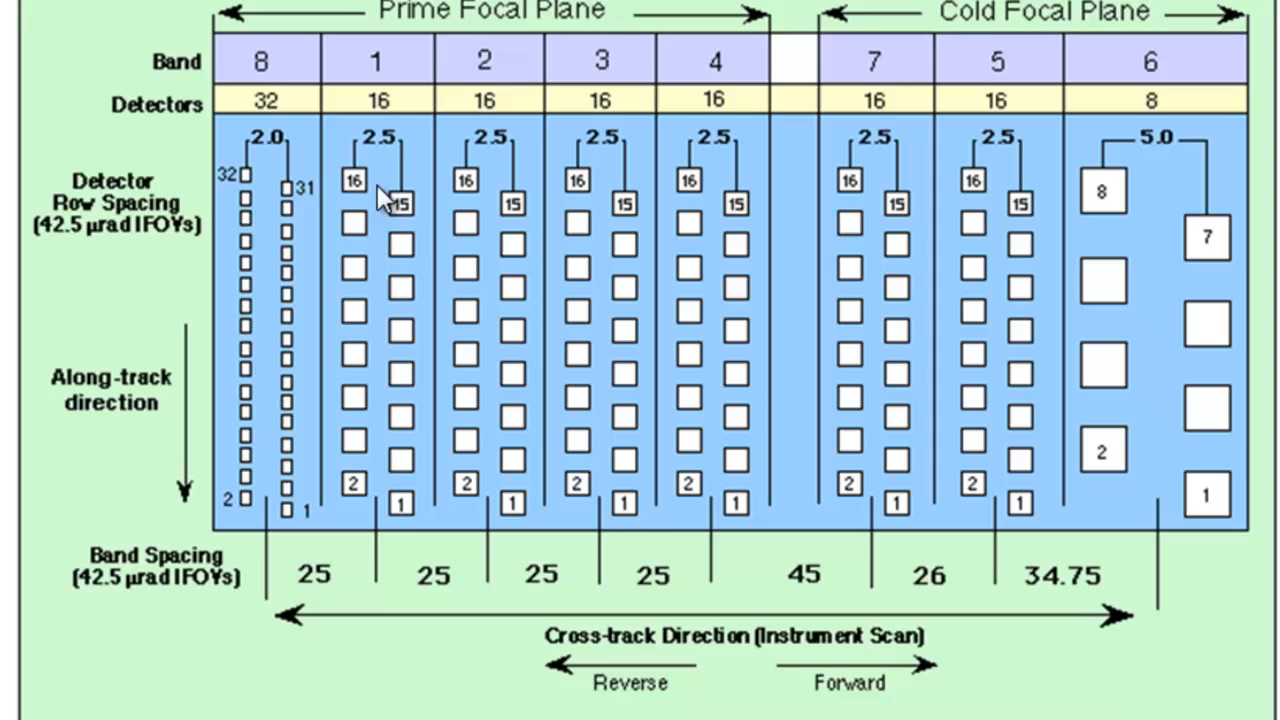 Prime Focal Plane Cold Focal Plane
Band 8 1 2 3 4 7 5 6
Detectors 32 16 16 16 16 16 16 8
2.0 2.5 2.5 2.5 2.5 2.5 2.5 5.0
32 31 16 15 16 15 16 15 16 15 16 15 16 15 8 7
Detector
Row Spacing
(42.5 µrad IFOVs)
Along-track
direction
2 1 2 1 2 1 2 1 2 1 2 1 2 1 2 1
Band Spacing
(42.5 µrad IFOVs)
25 25 25 25 45 26 34.75
Cross-track Direction (Instrument Scan)
Reverse Forward